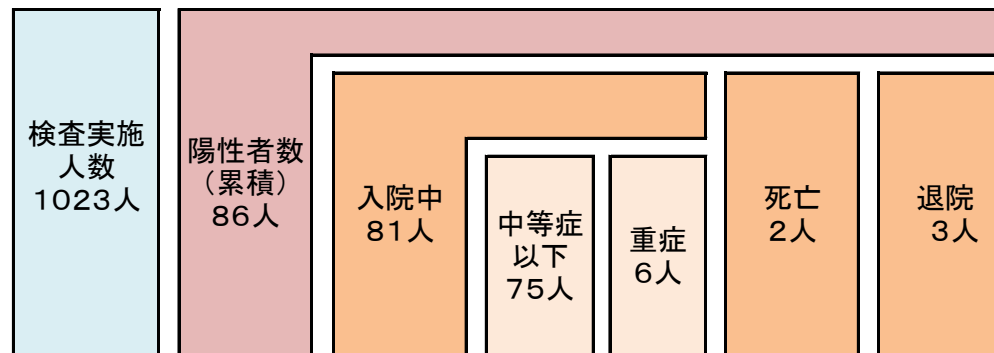 検査実施
人数
1023人
陽性者数
（累積）
86人
入院中
81人
中等症
以下
75人
重症
6人
死亡
2人
退院
3人